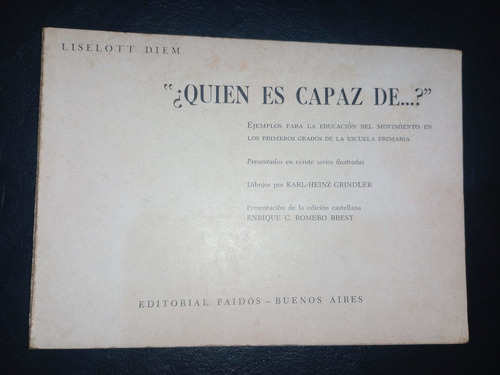 LISELOTT DIEM
"¿QUIEN ES CAPAZ DE...?"
EJEMPLOS PARA LA EDUCACIÓN DEL MOVIMIENTO EN
LOS PRIMEROS GRADOS DE LA ESCUELA PRIMARIA
Presentados en veinte series ilustradas
Dibujos por KARL-HEINZ GRINDLER
Presentación de la edición castellana
ENRIQUE C. ROMERO BREST
EDITORIAL PAIDÓS – BUENOS AIRES